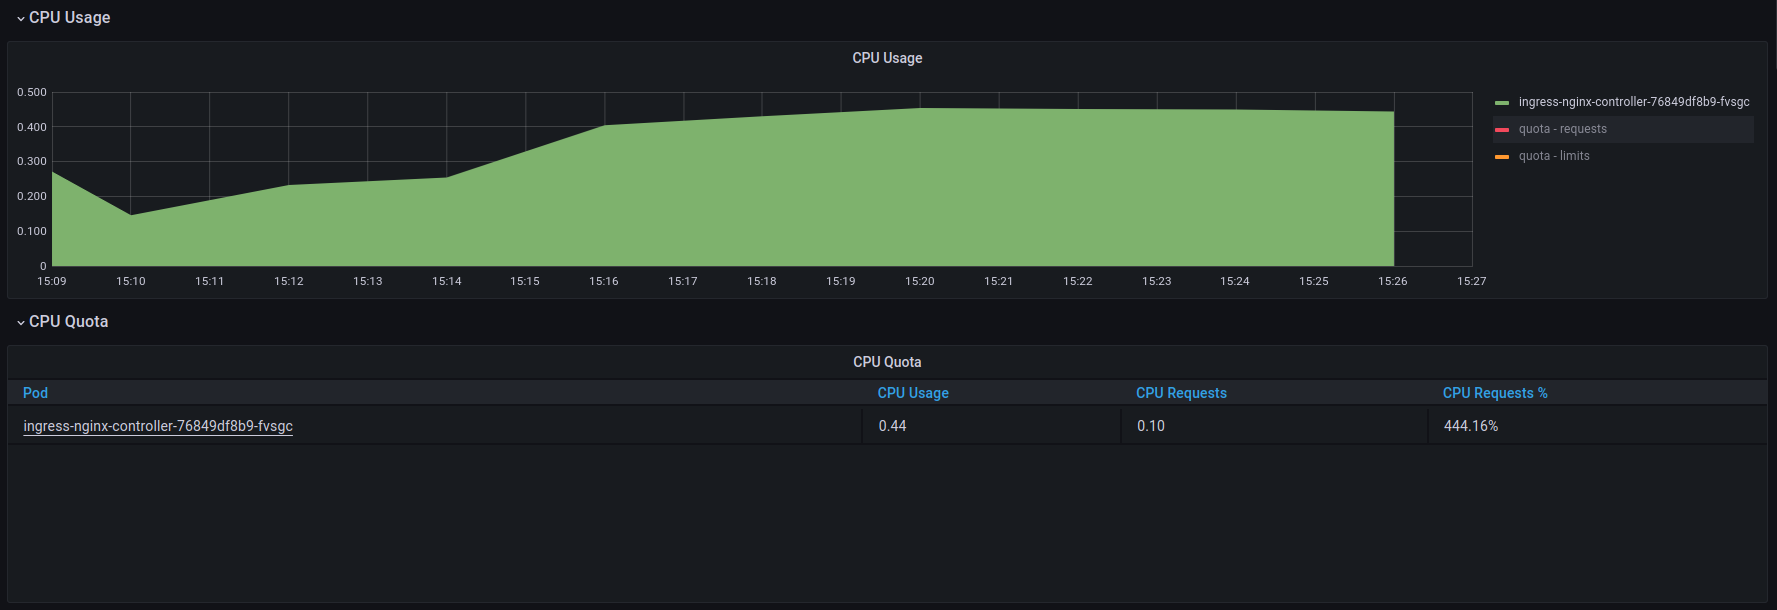 CPU Usage
CPU Usage
0.500
0.400
0.300
0.200
0.100
0
15:09 15:10 15:11 15:12 15:13 15:14 15:15 15:16 15:17 15:18 15:19 15:20 15:21 15:22 15:23 15:24 15:25 15:26 15:27
ingress-nginx-controller-76849df8b9-fvsgc
quota - requests
quota - limits
CPU Quota
CPU Quota
Pod CPU Usage CPU Requests CPU Requests %
ingress-nginx-controller-76849df8b9-fvsgc 0.44 0.10 444.16%